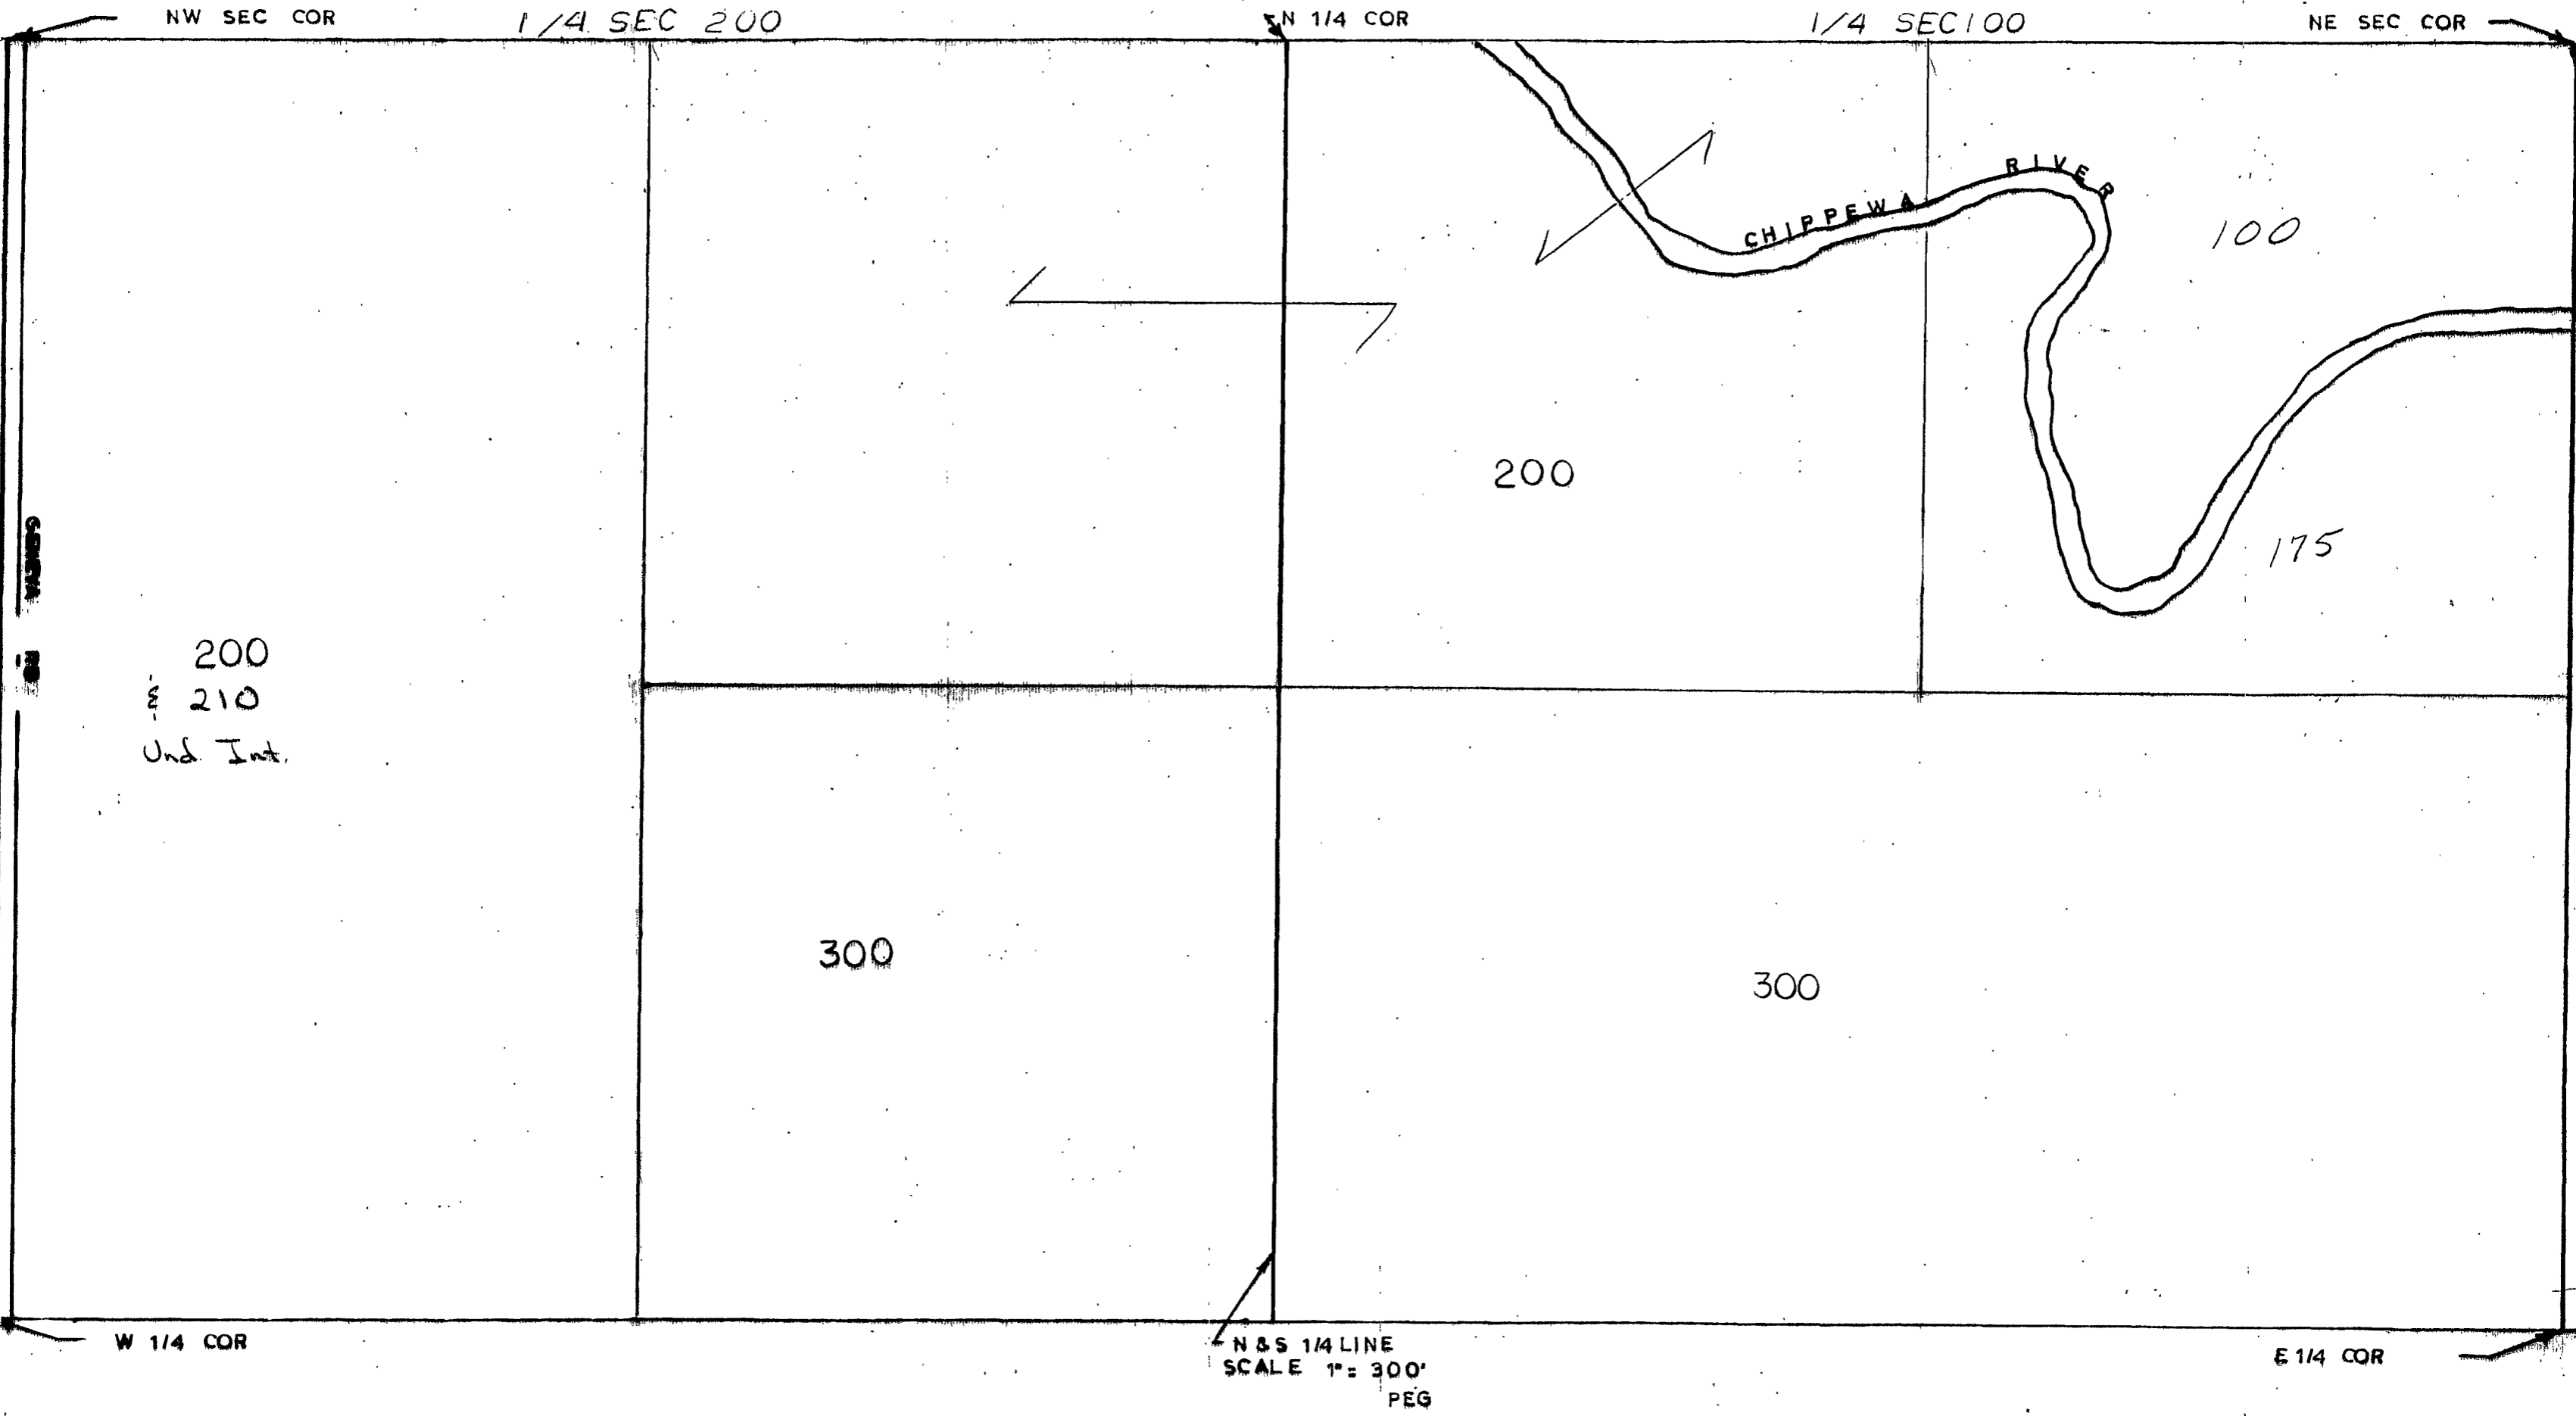 NW SEC COR
1/4 SEC 200
N 1/4 COR
1/4 SEC 100
NE SEC COR
CHIPPEWA RIVER
100
200
175
GENEVA RD
200
& 210
Und. Int.
300
300
W 1/4 COR
N & S 1/4 LINE
SCALE 1" = 300'
PEG
E 1/4 COR